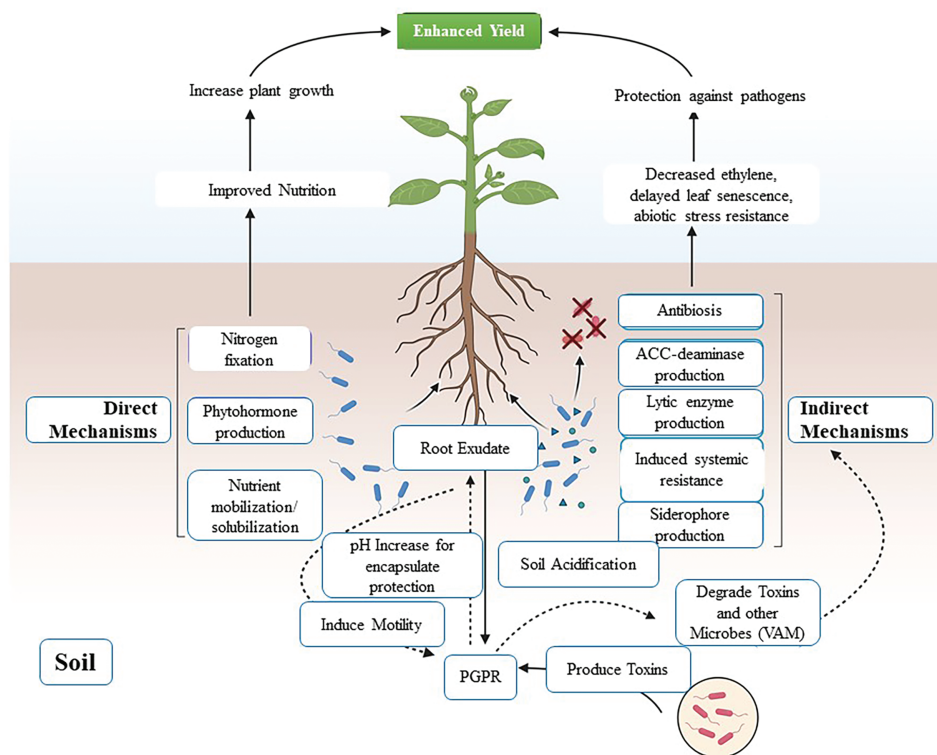 Enhanced Yield
Increase plant growth
Protection against pathogens
Improved Nutrition
Decreased ethylene,
delayed leaf senescence,
abiotic stress resistance
Direct
Mechanisms
Nitrogen
fixation
Phytohormone
production
Nutrient
mobilization/
solubilization
Root Exudate
Antibiosis
ACC-deaminase
production
Lytic enzyme
production
Induced systemic
resistance
Siderophore
production
Indirect
Mechanisms
pH Increase for
encapsulate
protection
Soil Acidification
Induce Motility
Degrade Toxins
and other
Microbes (VAM)
Soil
PGPR
Produce Toxins